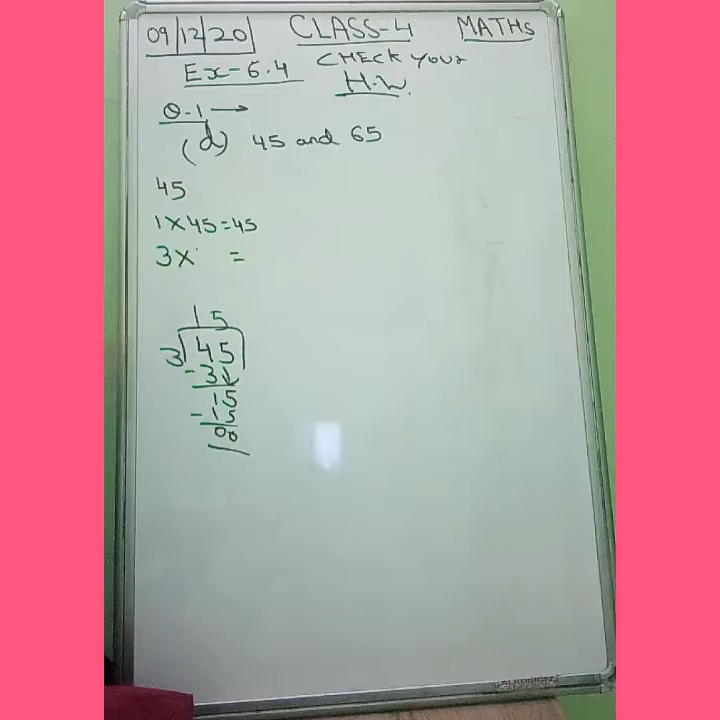 09/12/20 CLASS-4 MATHS
Ex-6.4 CHECK YOUR
H.W.
Q-1 →
(d) 45 and 65
45
1×45=45
3× =
15
3)45
-3↓
15
-15
00